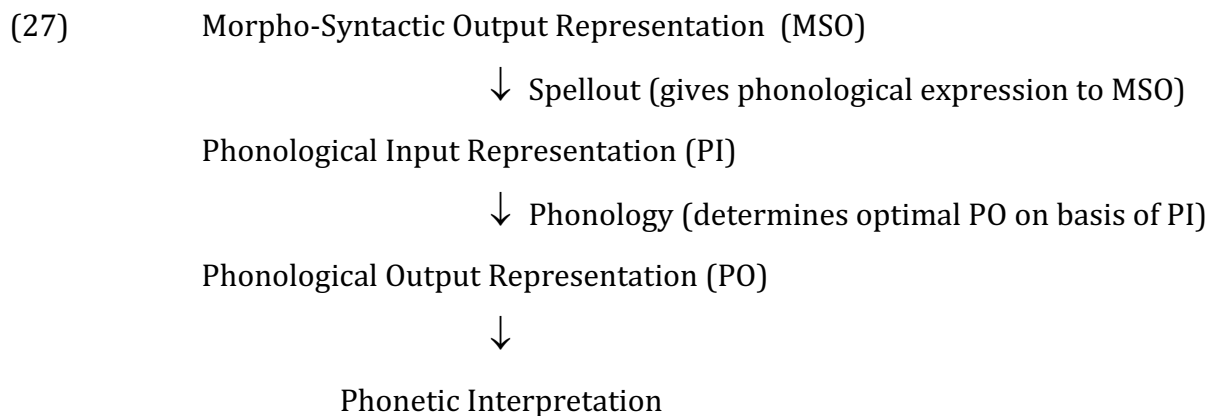 (27) Morpho-Syntactic Output Representation (MSO)
↓ Spellout (gives phonological expression to MSO)
Phonological Input Representation (PI)
↓ Phonology (determines optimal PO on basis of PI)
Phonological Output Representation (PO)
↓
Phonetic Interpretation